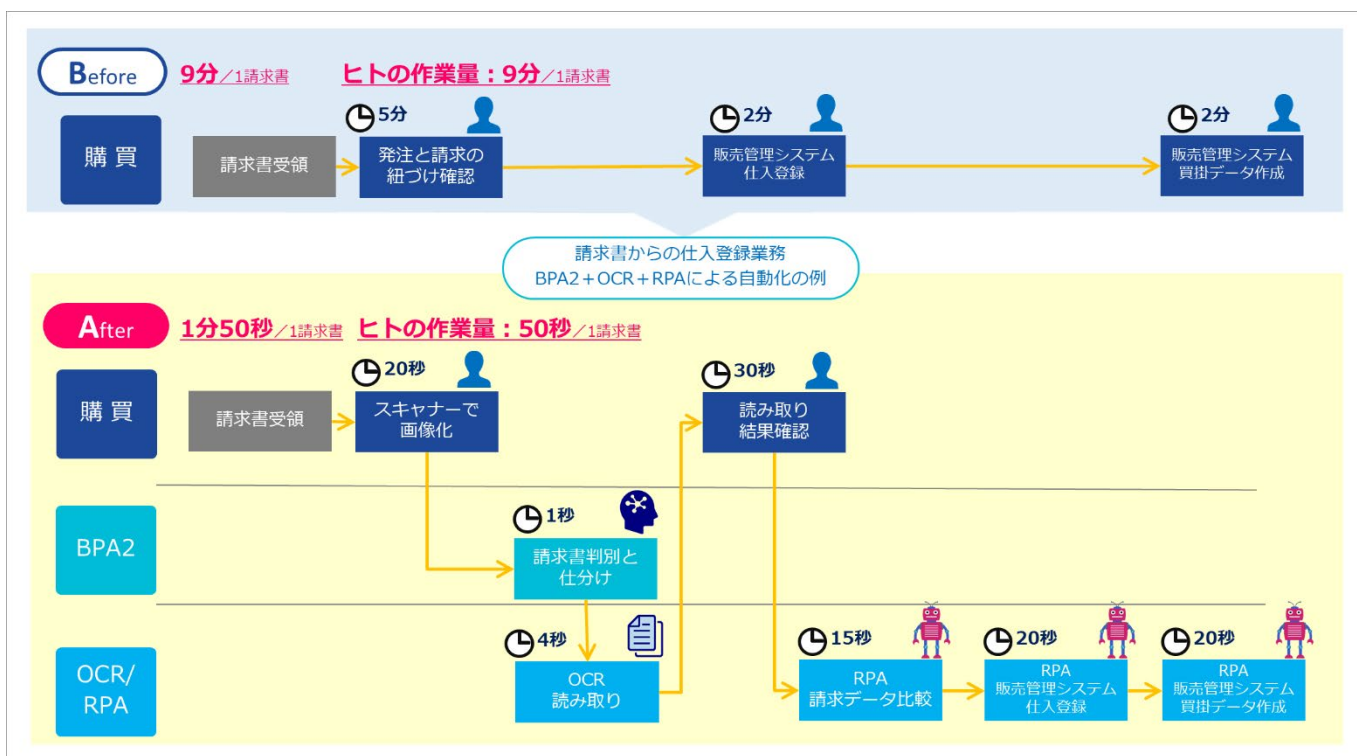 Before
9分/1請求書
ヒトの作業量：9分/1請求書
5分
2分
2分
購買
請求書受領
発注と請求の
紐づけ確認
販売管理システム
仕入登録
販売管理システム
買掛データ作成
請求書からの仕入登録業務
BPA2＋OCR＋RPAによる自動化の例
After
1分50秒/1請求書
ヒトの作業量：50秒/1請求書
20秒
30秒
購買
請求書受領
スキャナーで
画像化
読み取り
結果確認
1秒
BPA2
請求書判別と
仕分け
4秒
15秒
20秒
20秒
OCR/
RPA
OCR
読み取り
RPA
請求データ比較
RPA
販売管理システム
仕入登録
RPA
販売管理システム
買掛データ作成